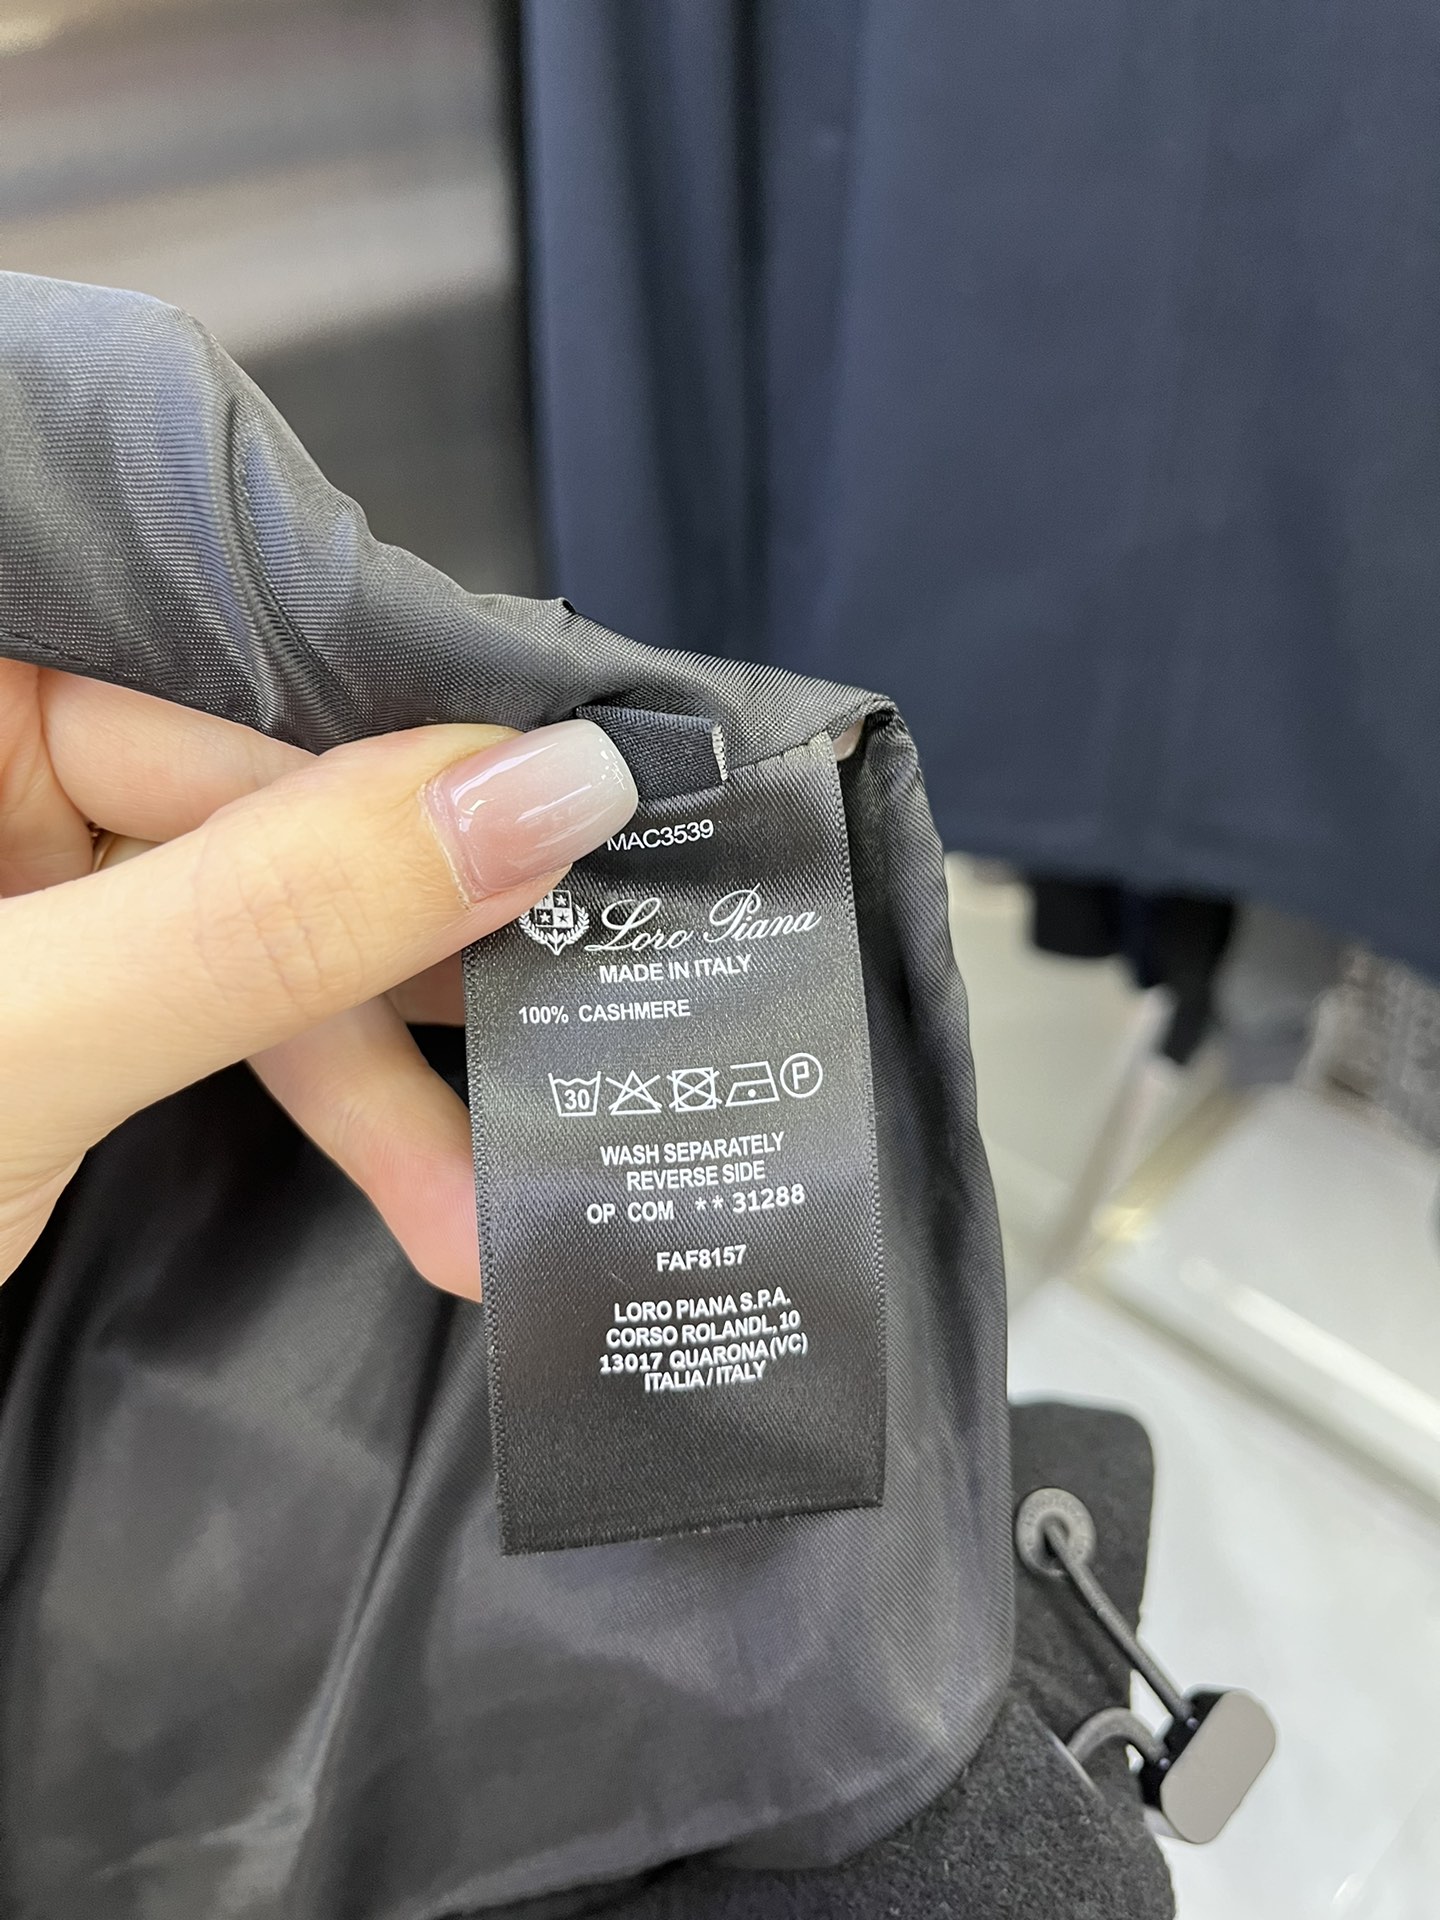 MAC3539
Loro Piana
MADE IN ITALY
100% CASHMERE
30 P
WASH SEPARATELY
REVERSE SIDE
OP COM **31288
FAF8157
LORO PIANA S.P.A.
CORSO ROLANDL,10
13017 QUARONA(VC)
ITALIA/ITALY